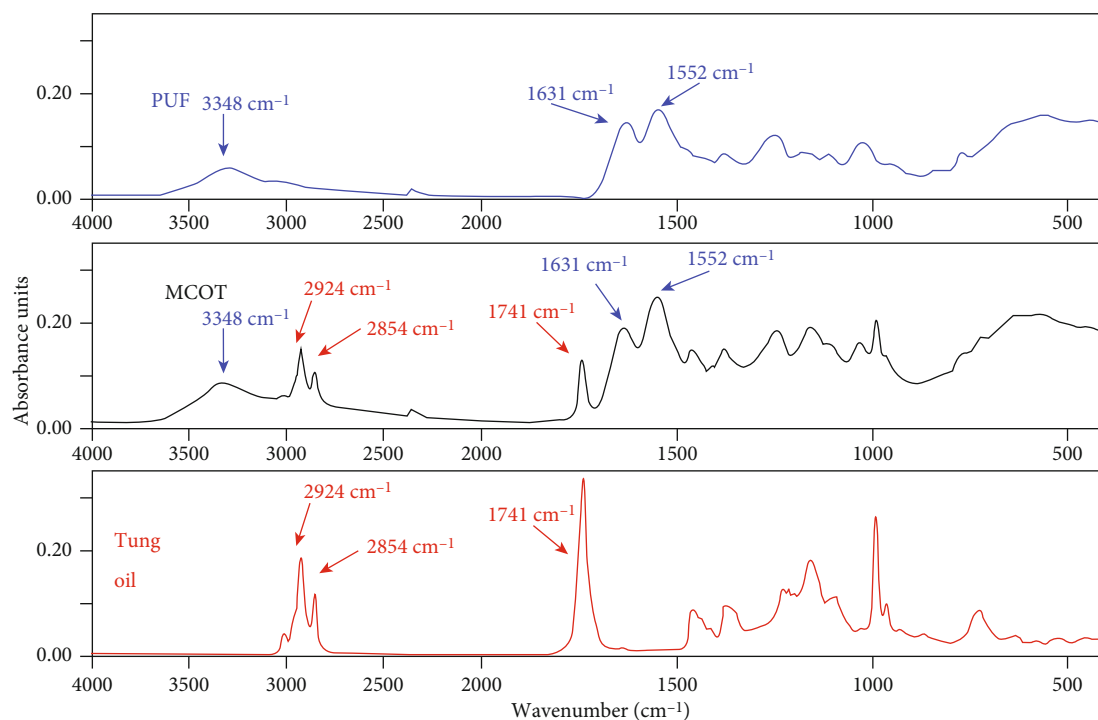 PUF
3348 cm⁻¹
1631 cm⁻¹
1552 cm⁻¹
0.20
0.00
4000 3500 3000 2500 2000 1500 1000 500
MCOT
3348 cm⁻¹
2924 cm⁻¹
2854 cm⁻¹
1741 cm⁻¹
1631 cm⁻¹
1552 cm⁻¹
Absorbance units
0.20
0.00
4000 3500 3000 2500 2000 1500 1000 500
Tung
oil
2924 cm⁻¹
2854 cm⁻¹
1741 cm⁻¹
0.20
0.00
4000 3500 3000 2500 2000 1500 1000 500
Wavenumber (cm⁻¹)